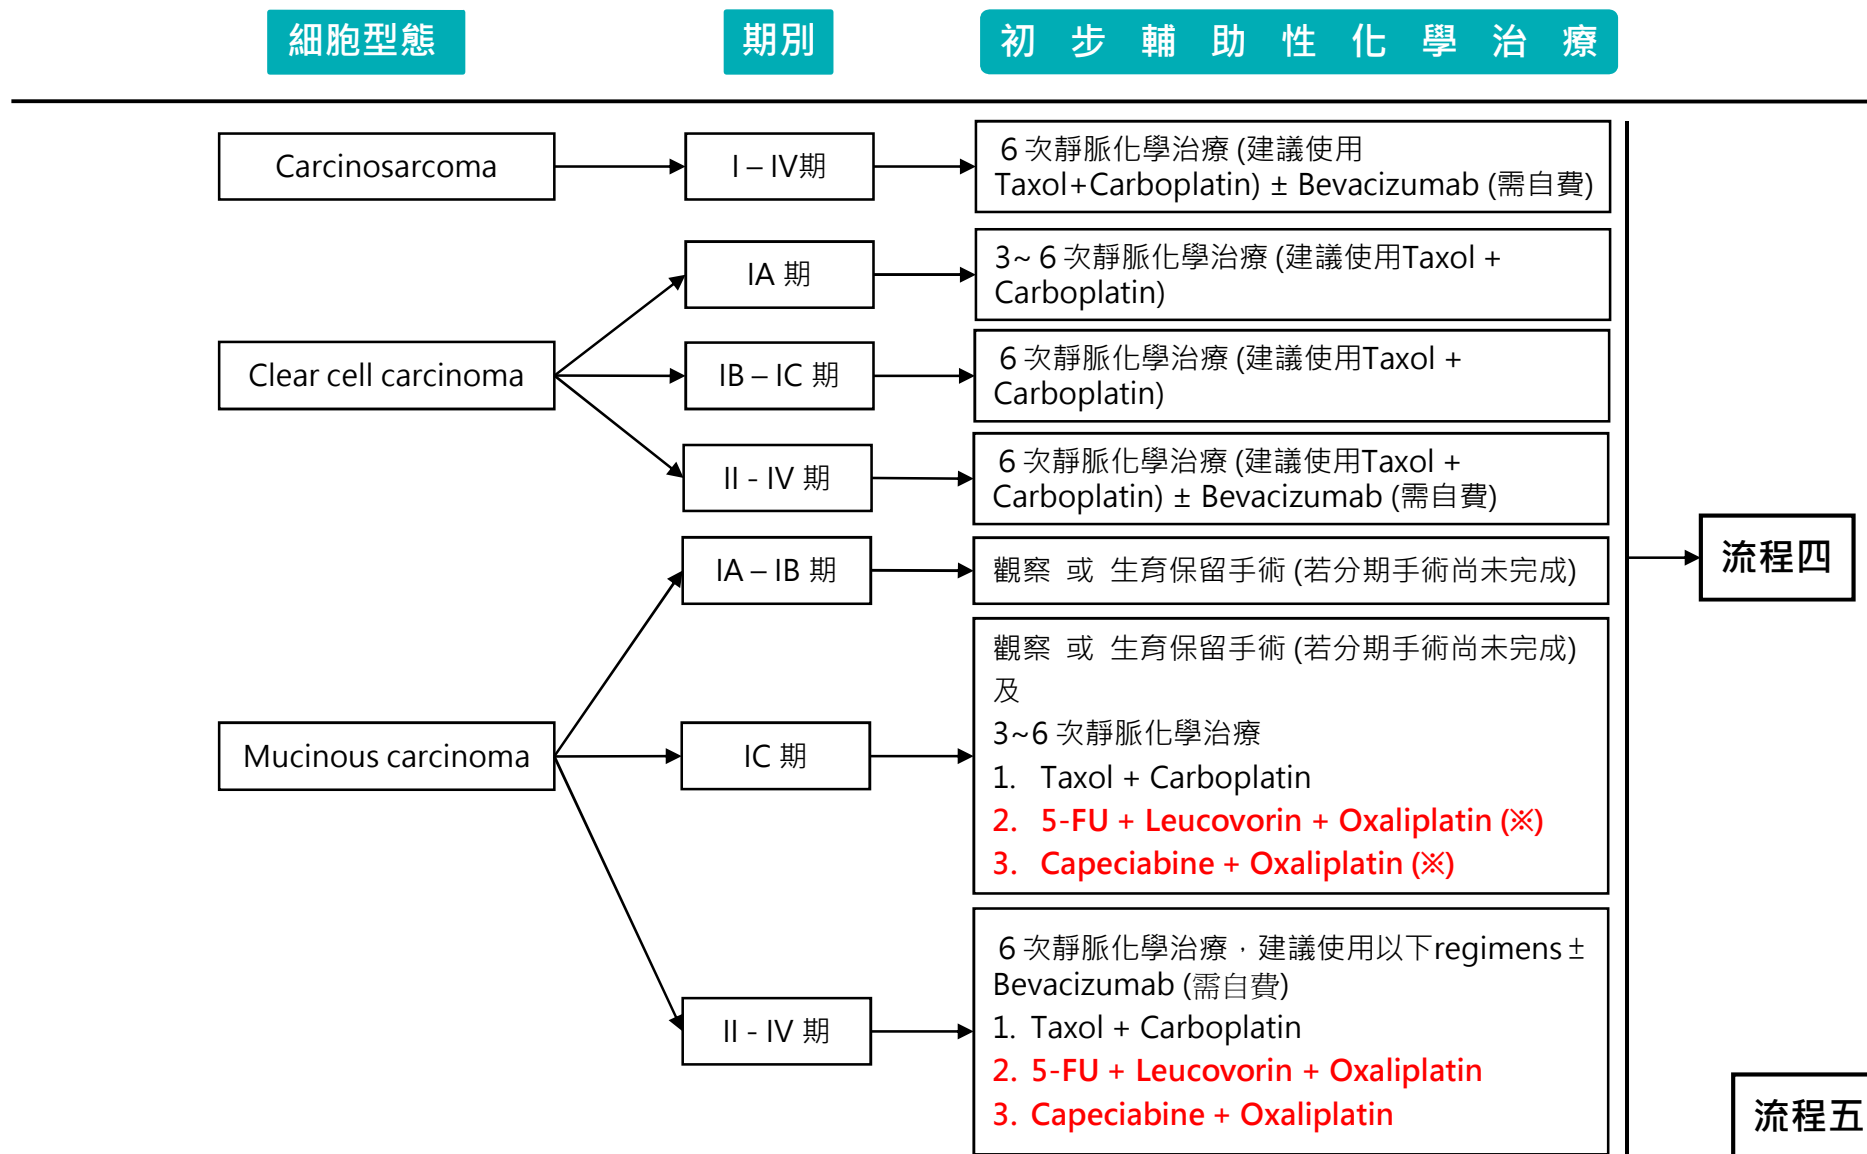 細胞型態
期別
初步輔助性化學治療
Carcinosarcoma
I – IV期
6 次靜脈化學治療 (建議使用
Taxol+Carboplatin) ± Bevacizumab (需自費)
Clear cell carcinoma
IA 期
3~ 6 次靜脈化學治療 (建議使用Taxol +
Carboplatin)
IB – IC 期
6 次靜脈化學治療 (建議使用Taxol +
Carboplatin)
II - IV 期
6 次靜脈化學治療 (建議使用Taxol +
Carboplatin) ± Bevacizumab (需自費)
Mucinous carcinoma
IA – IB 期
觀察 或 生育保留手術 (若分期手術尚未完成)
IC 期
觀察 或 生育保留手術 (若分期手術尚未完成)
及
3~6 次靜脈化學治療
1. Taxol + Carboplatin
2. 5-FU + Leucovorin + Oxaliplatin (※)
3. Capeciabine + Oxaliplatin (※)
II - IV 期
6 次靜脈化學治療，建議使用以下regimens ±
Bevacizumab (需自費)
1. Taxol + Carboplatin
2. 5-FU + Leucovorin + Oxaliplatin
3. Capeciabine + Oxaliplatin
流程四
流程五